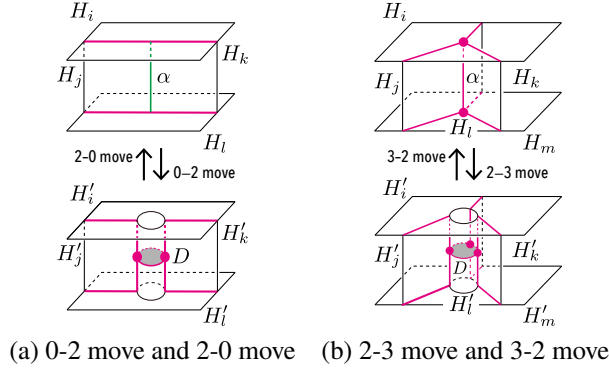 H_i H_i
H_k
H_j α H_j α H_k
H_l
H_l H_m
2-0 move 0–2 move 3-2 move 2–3 move
H'_i H'_i
H'_j H'_k H'_j H'_k
D D
H'_l
H'_l H'_m
(a) 0-2 move and 2-0 move (b) 2-3 move and 3-2 move